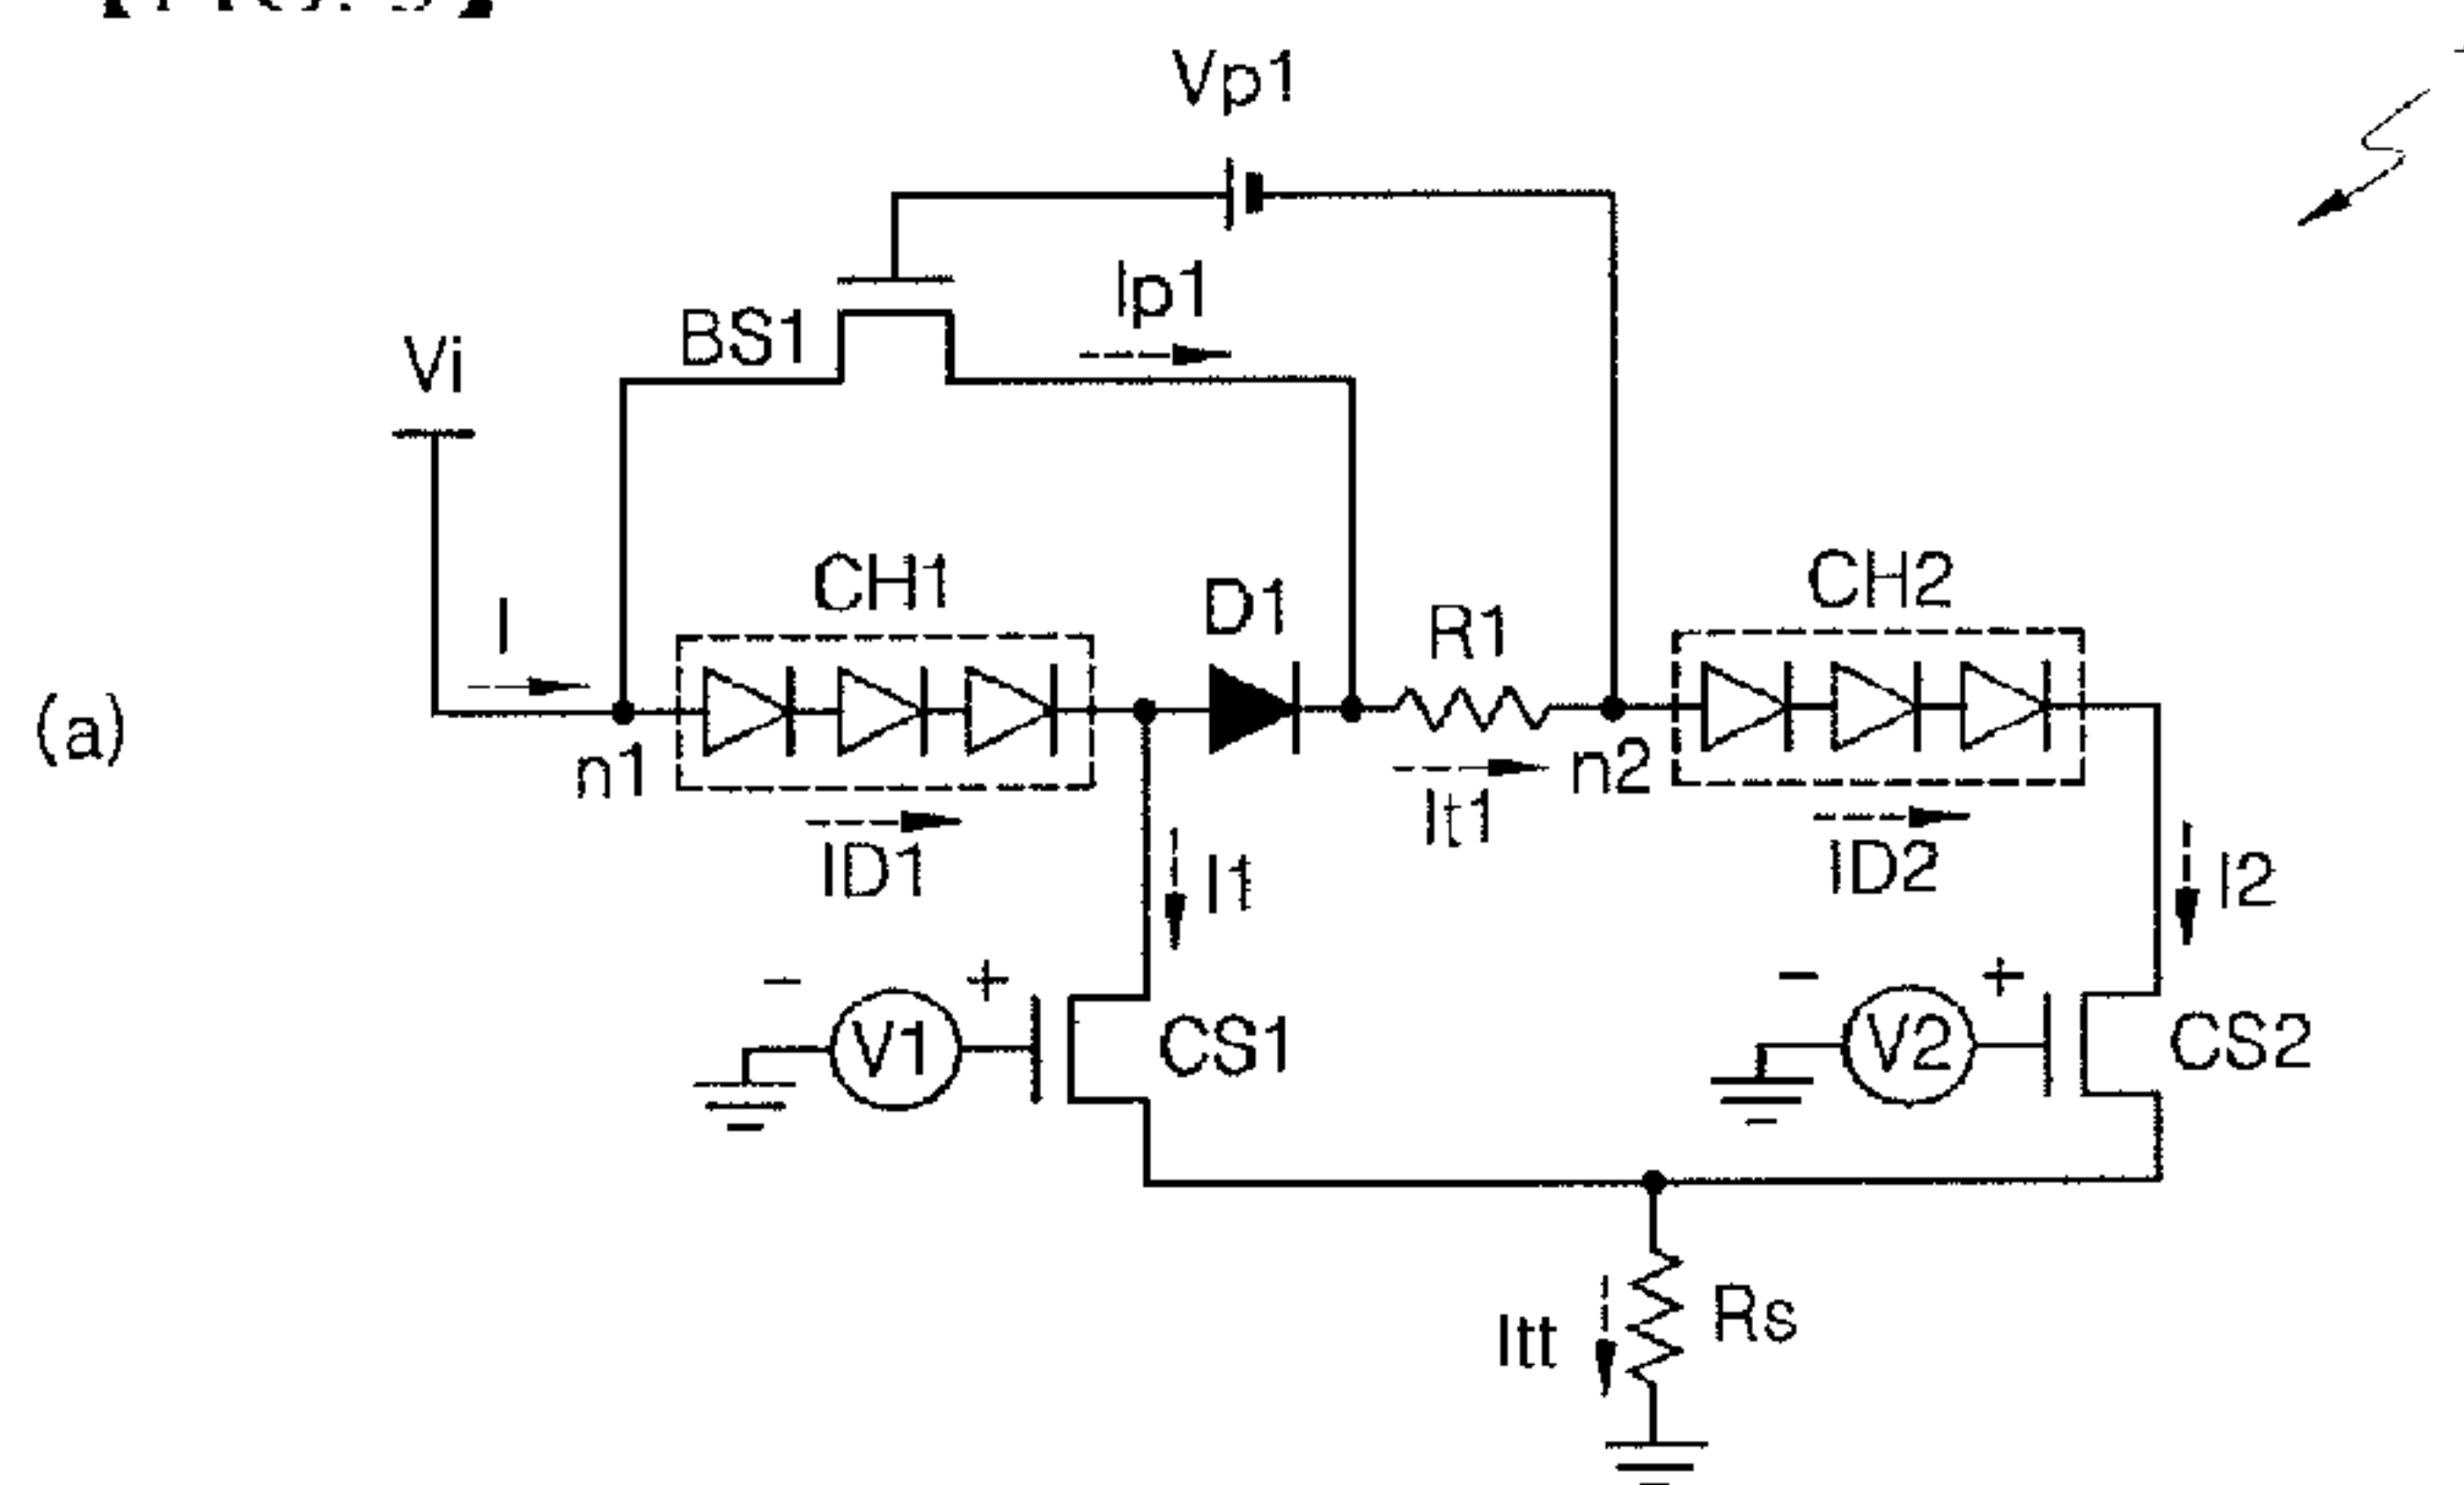 Vp1
Ip1
BS1
Vi
CH1
D1
R1
CH2
I
(a)
n1
n2
It1
ID1
ID2
I1
I2
- +
- +
V1
CS1
V2
CS2
Itt
Rs